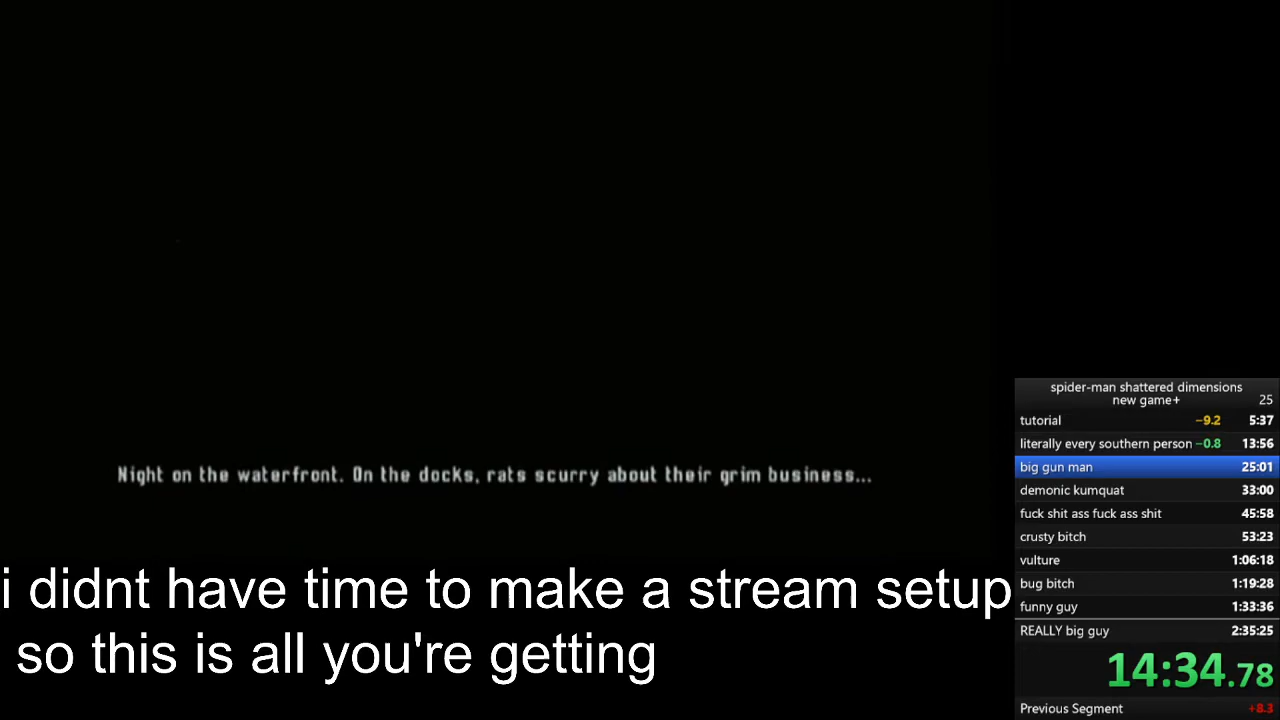 Night on the waterfront. On the docks, rats scurry about their grim business...
i didnt have time to make a stream setup
so this is all you're getting
spider-man shattered dimensions
new game+ 25
tutorial -9.2 5:37
literally every southern person -0.8 13:56
big gun man 25:01
demonic kumquat 33:00
fuck shit ass fuck ass shit 45:58
crusty bitch 53:23
vulture 1:06:18
bug bitch 1:19:28
funny guy 1:33:36
REALLY big guy 2:35:25
14:34.78
Previous Segment +8.3